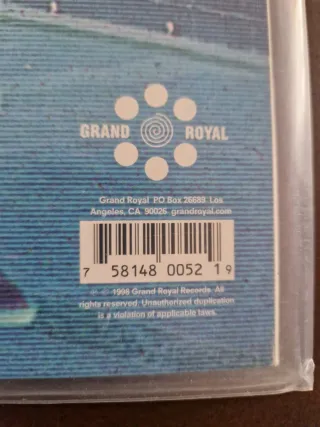 GRAND ROYAL
Grand Royal PO Box 26689 Los
Angeles, CA 90026 grandroyal.com
7 58148 0052 1 9
© 1998 Grand Royal Records. All
rights reserved. Unauthorized duplication
is a violation of applicable laws.